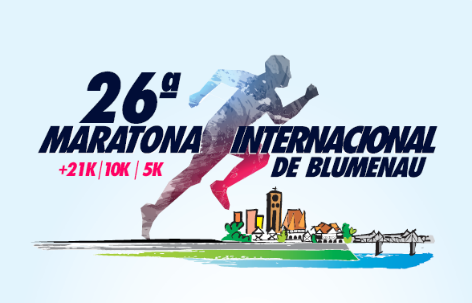 26ª
MARATONA INTERNACIONAL
+21K|10K | 5K DE BLUMENAU